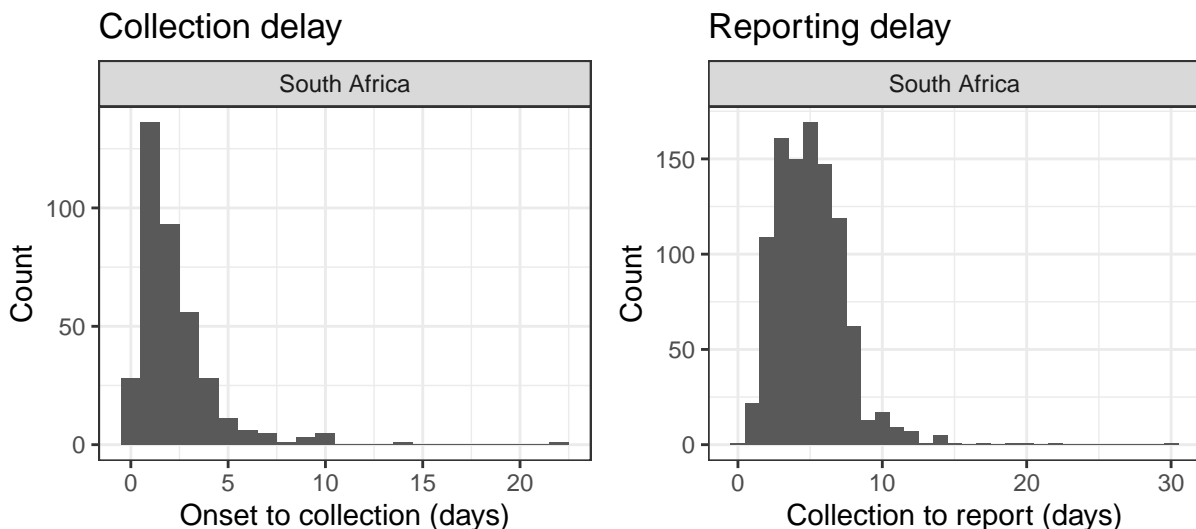 Collection delay
South Africa
Count
100
50
0
0 5 10 15 20
Onset to collection (days)
Reporting delay
South Africa
Count
150
100
50
0
0 10 20 30
Collection to report (days)